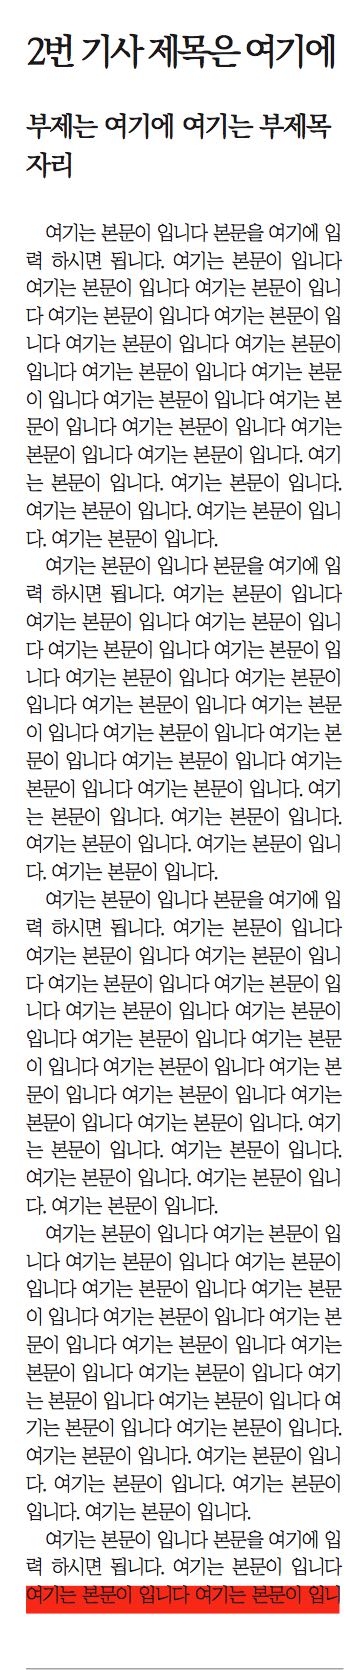 2번 기사 제목은 여기에
부제는 여기에 여기는 부제목
자리
여기는 본문이 입니다 본문을 여기에 입
력 하시면 됩니다. 여기는 본문이 입니다
여기는 본문이 입니다 여기는 본문이 입니
다 여기는 본문이 입니다 여기는 본문이 입
니다 여기는 본문이 입니다 여기는 본문이
입니다 여기는 본문이 입니다 여기는 본문
이 입니다 여기는 본문이 입니다 여기는 본
문이 입니다 여기는 본문이 입니다 여기는
본문이 입니다 여기는 본문이 입니다. 여기
는 본문이 입니다. 여기는 본문이 입니다.
여기는 본문이 입니다. 여기는 본문이 입니
다. 여기는 본문이 입니다.
여기는 본문이 입니다 본문을 여기에 입
력 하시면 됩니다. 여기는 본문이 입니다
여기는 본문이 입니다 여기는 본문이 입니
다 여기는 본문이 입니다 여기는 본문이 입
니다 여기는 본문이 입니다 여기는 본문이
입니다 여기는 본문이 입니다 여기는 본문
이 입니다 여기는 본문이 입니다 여기는 본
문이 입니다 여기는 본문이 입니다 여기는
본문이 입니다 여기는 본문이 입니다. 여기
는 본문이 입니다. 여기는 본문이 입니다.
여기는 본문이 입니다. 여기는 본문이 입니
다. 여기는 본문이 입니다.
여기는 본문이 입니다 본문을 여기에 입
력 하시면 됩니다. 여기는 본문이 입니다
여기는 본문이 입니다 여기는 본문이 입니
다 여기는 본문이 입니다 여기는 본문이 입
니다 여기는 본문이 입니다 여기는 본문이
입니다 여기는 본문이 입니다 여기는 본문
이 입니다 여기는 본문이 입니다 여기는 본
문이 입니다 여기는 본문이 입니다 여기는
본문이 입니다 여기는 본문이 입니다. 여기
는 본문이 입니다. 여기는 본문이 입니다.
여기는 본문이 입니다. 여기는 본문이 입니
다. 여기는 본문이 입니다.
여기는 본문이 입니다 여기는 본문이 입
니다 여기는 본문이 입니다 여기는 본문이
입니다 여기는 본문이 입니다 여기는 본문
이 입니다 여기는 본문이 입니다 여기는 본
문이 입니다 여기는 본문이 입니다 여기는
본문이 입니다 여기는 본문이 입니다 여기
는 본문이 입니다 여기는 본문이 입니다 여
기는 본문이 입니다 여기는 본문이 입니다.
여기는 본문이 입니다. 여기는 본문이 입니
다. 여기는 본문이 입니다. 여기는 본문이
입니다. 여기는 본문이 입니다.
여기는 본문이 입니다 본문을 여기에 입
력 하시면 됩니다. 여기는 본문이 입니다
여기는 본문이 입니다 여기는 본문이 입니